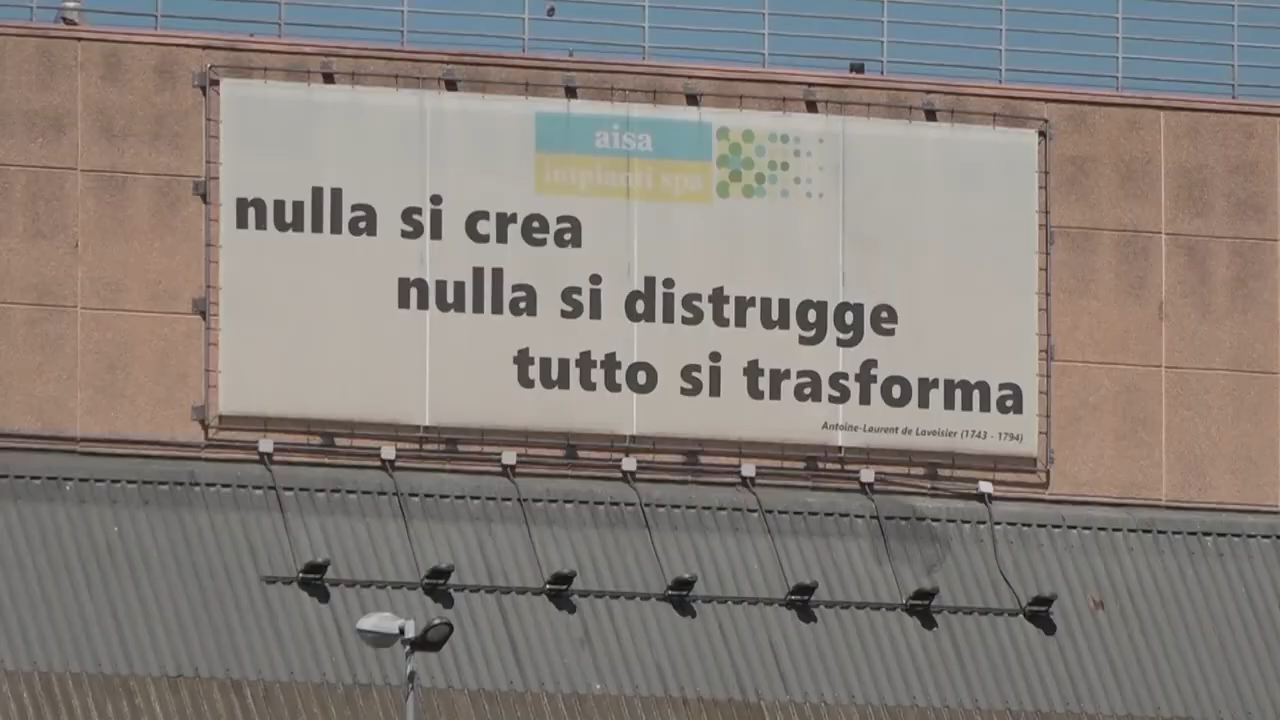 aisa
impianti spa
nulla si crea
nulla si distrugge
tutto si trasforma
Antoine-Laurent de Lavoisier (1743 - 1794)